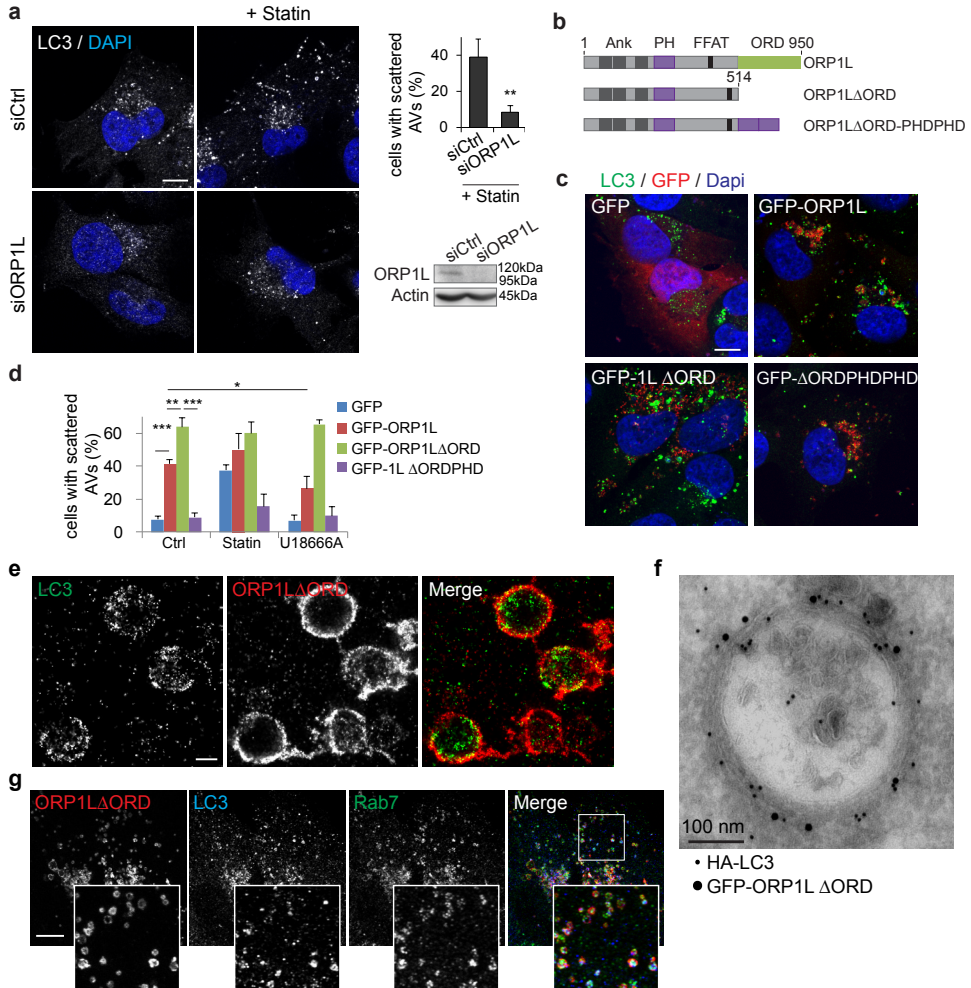 a
+ Statin
LC3 / DAPI
siCtrl
siORP1L
cells with scattered
AVs (%)
40
20
0
**
siCtrl
siORP1L
+ Statin
siCtrl
siORP1L
ORP1L
120kDa
95kDa
Actin
45kDa
b
1 Ank PH FFAT ORD 950
ORP1L
514
ORP1LΔORD
ORP1LΔORD-PHDPHD
c
LC3 / GFP / Dapi
GFP
GFP-ORP1L
GFP-1L ΔORD
GFP-ΔORDPHDPHD
d
cells with scattered
AVs (%)
60
40
20
0
*
** ***
***
GFP
GFP-ORP1L
GFP-ORP1LΔORD
GFP-1L ΔORDPHD
Ctrl Statin U18666A
e
LC3
ORP1LΔORD
Merge
f
100 nm
HA-LC3
GFP-ORP1L ΔORD
g
ORP1LΔORD
LC3
Rab7
Merge